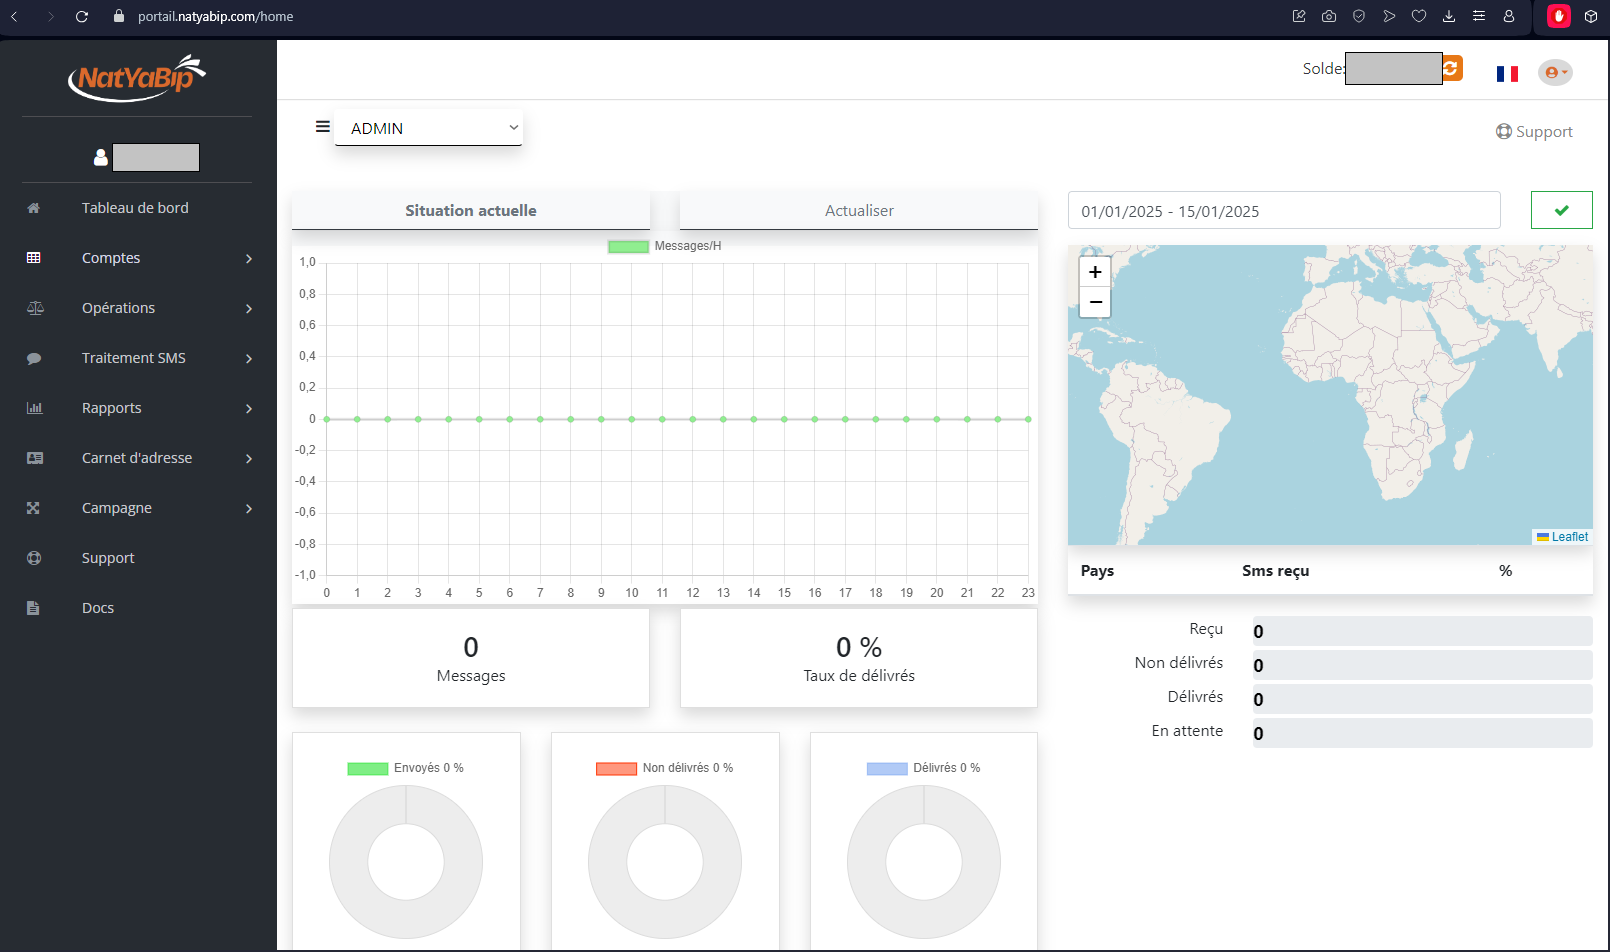 portail.natyabip.com/home
NatYaBip
Tableau de bord
Comptes
Opérations
Traitement SMS
Rapports
Carnet d'adresse
Campagne
Support
Docs
Solde:
ADMIN
Support
Situation actuelle
Actualiser
Messages/H
1,0
0,8
0,6
0,4
0,2
0
-0,2
-0,4
-0,6
-0,8
-1,0
0 1 2 3 4 5 6 7 8 9 10 11 12 13 14 15 16 17 18 19 20 21 22 23
0
Messages
0 %
Taux de délivrés
Envoyés 0 %
Non délivrés 0 %
Délivrés 0 %
01/01/2025 - 15/01/2025
+
−
Leaflet
Pays Sms reçu %
Reçu 0
Non délivrés 0
Délivrés 0
En attente 0